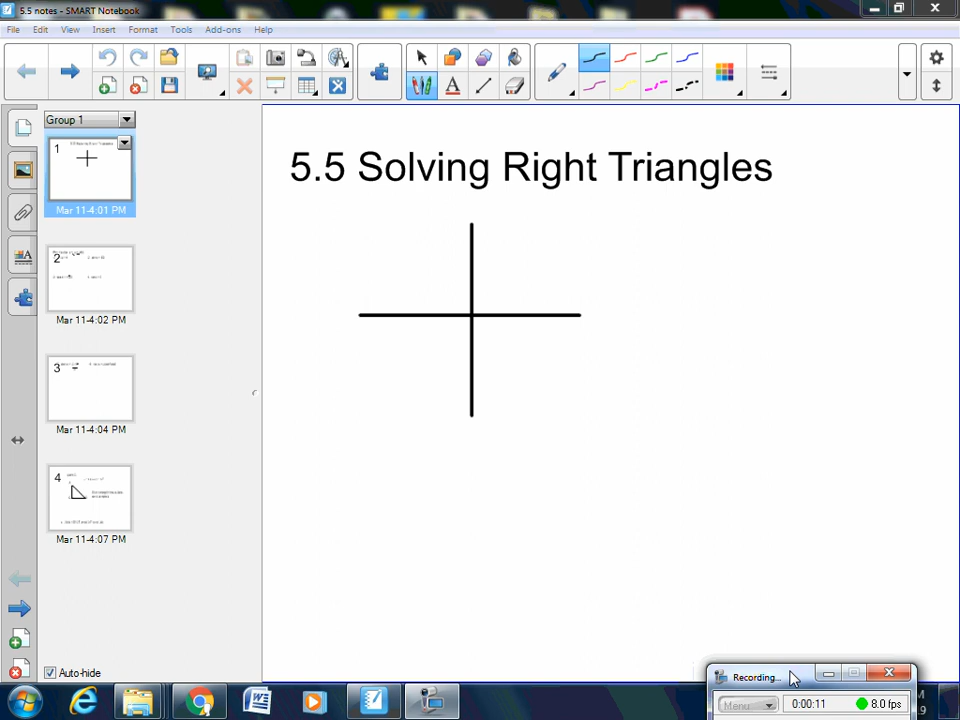 5.5 notes - SMART Notebook
File Edit View Insert Format Tools Add-ons Help
Group 1
1
Mar 11-4:01 PM
2
Mar 11-4:02 PM
3
Mar 11-4:04 PM
4
Mar 11-4:07 PM
Auto-hide
5.5 Solving Right Triangles
Recording...
Menu
0:00:11
8.0 fps